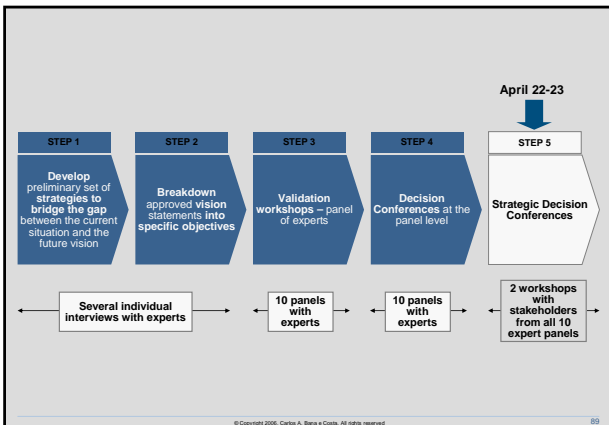 April 22-23
STEP 1
STEP 2
STEP 3
STEP 4
STEP 5
Develop
preliminary set of
strategies to
bridge the gap
between the current
situation and the
future vision
Breakdown
approved vision
statements into
specific objectives
Validation
workshops – panel
of experts
Decision
Conferences at the
panel level
Strategic Decision
Conferences
Several individual
interviews with experts
10 panels
with
experts
10 panels
with
experts
2 workshops
with
stakeholders
from all 10
expert panels
© Copyright 2006, Carlos A. Bana e Costa. All rights reserved
89